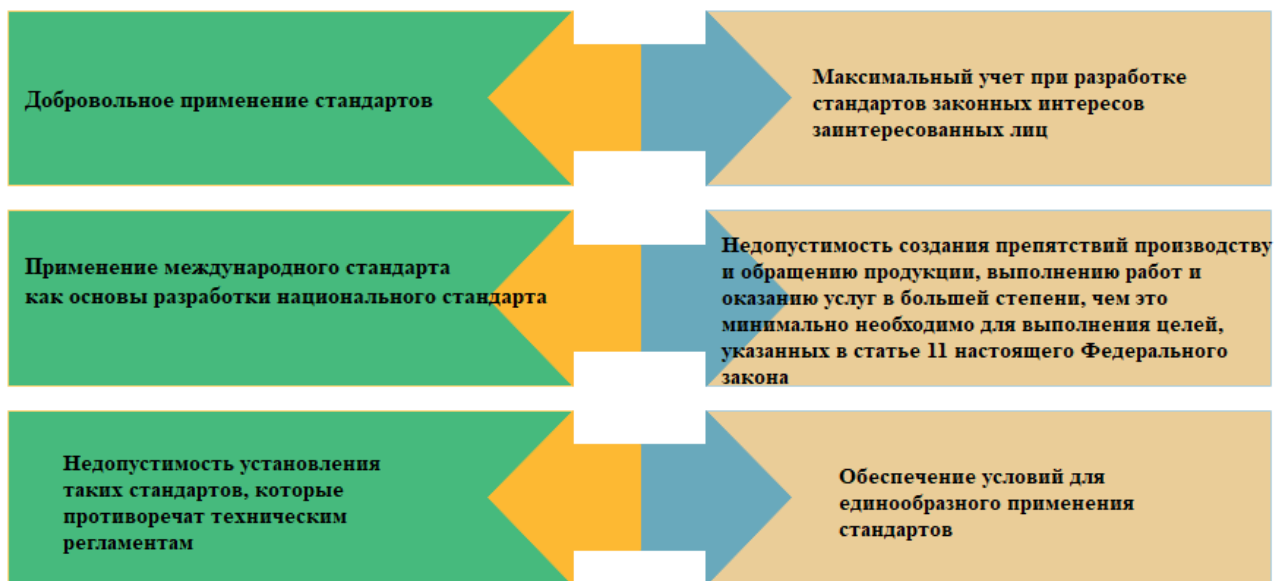 Добровольное применение стандартов
Максимальный учет при разработке
стандартов законных интересов
заинтересованных лиц
Применение международного стандарта
как основы разработки национального стандарта
Недопустимость создания препятствий производству
и обращению продукции, выполнению работ и
оказанию услуг в большей степени, чем это
минимально необходимо для выполнения целей,
указанных в статье 11 настоящего Федерального
закона
Недопустимость установления
таких стандартов, которые
противоречат техническим
регламентам
Обеспечение условий для
единообразного применения
стандартов